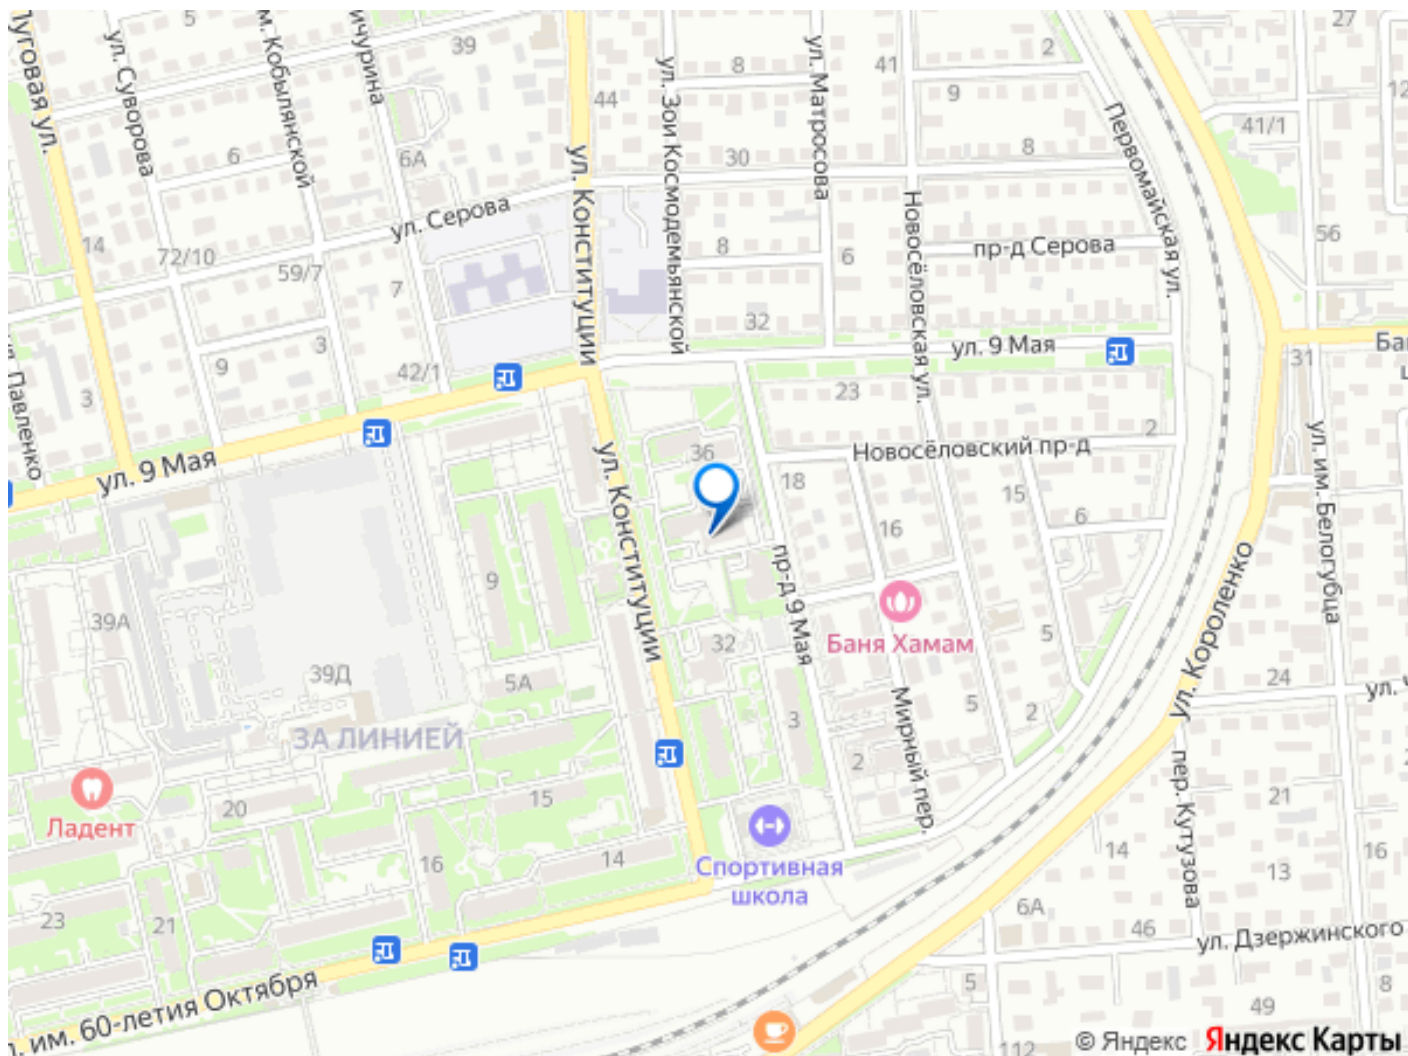 Луговая ул.
ул. Суворова
м. Кобылянской
ичурина
39
44
ул. Зои Космодемьянской
8
ул. Матросова
41
2
9
Первомайская ул.
27
12
41/1
6
6А
ул. Конституции
30
8
ул. Серова
Новосёловская ул.
пр-д Серова
56
14
72/10
59/7
7
8
6
32
ул. 9 Мая
31
Ба
ш
9
3
42/1
3
л. Павленко
23
2
ул. 9 Мая
36
Новосёловский пр-д
ул. Конституции
18
15
16
6
ул. им. Белогубца
9
пр-д 9 Мая
ул. Короленко
39А
32
Баня Хамам
5
39Д
5А
24
ул. Ч
ЗА ЛИНИЕЙ
3
Мирный пер.
5
2
2
пер. Кутузова
Ладент
20
15
21
16
14
Спортивная
школа
14
13
16
23
21
6А
46
ул. Дзержинского
л. им. 60-летия Октября
5
49
8
112
© Яндекс
Яндекс Карты